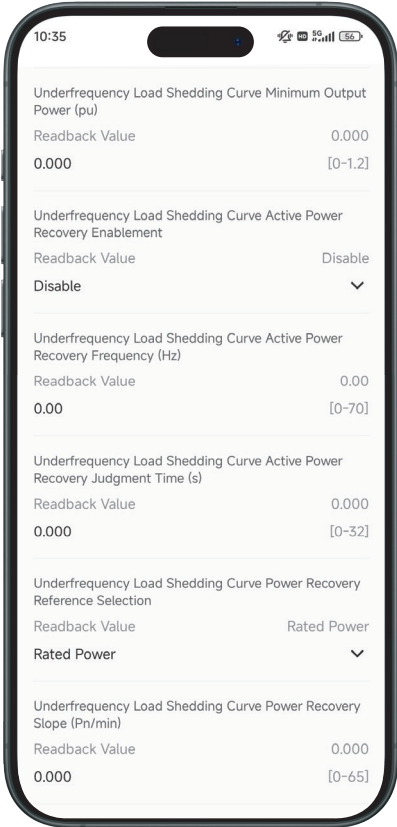 10:35
HD 5G 56
Underfrequency Load Shedding Curve Minimum Output
Power (pu)
Readback Value 0.000
0.000 [0-1.2]
Underfrequency Load Shedding Curve Active Power
Recovery Enablement
Readback Value Disable
Disable
Underfrequency Load Shedding Curve Active Power
Recovery Frequency (Hz)
Readback Value 0.00
0.00 [0-70]
Underfrequency Load Shedding Curve Active Power
Recovery Judgment Time (s)
Readback Value 0.000
0.000 [0-32]
Underfrequency Load Shedding Curve Power Recovery
Reference Selection
Readback Value Rated Power
Rated Power
Underfrequency Load Shedding Curve Power Recovery
Slope (Pn/min)
Readback Value 0.000
0.000 [0-65]